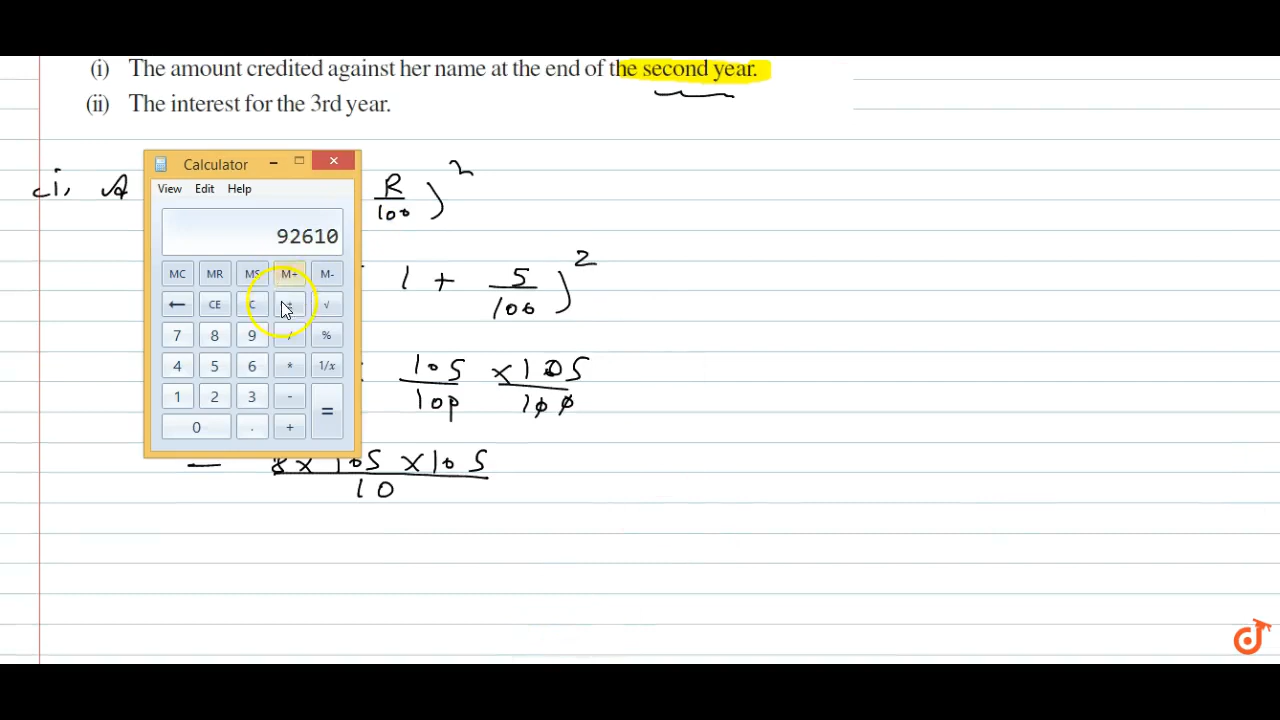 (i) The amount credited against her name at the end of the second year.
(ii) The interest for the 3rd year.
Calculator
View Edit Help
92610
MC MR MS M+ M-
← CE C ± √
7 8 9 / %
4 5 6 * 1/x
1 2 3 - =
0 . +
(i, A R/100 )²
1 + 5/100 )²
105/100 × 105/100
= 8 × 105 × 105 / 10